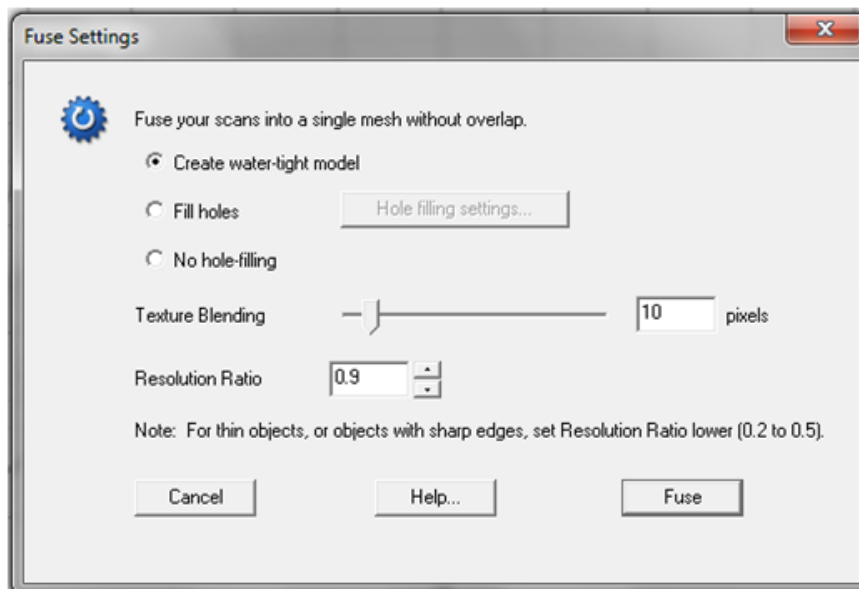 Fuse Settings
Fuse your scans into a single mesh without overlap.
Create water-tight model
Fill holes
Hole filling settings...
No hole-filling
Texture Blending
10
pixels
Resolution Ratio
0.9
Note: For thin objects, or objects with sharp edges, set Resolution Ratio lower (0.2 to 0.5).
Cancel
Help...
Fuse